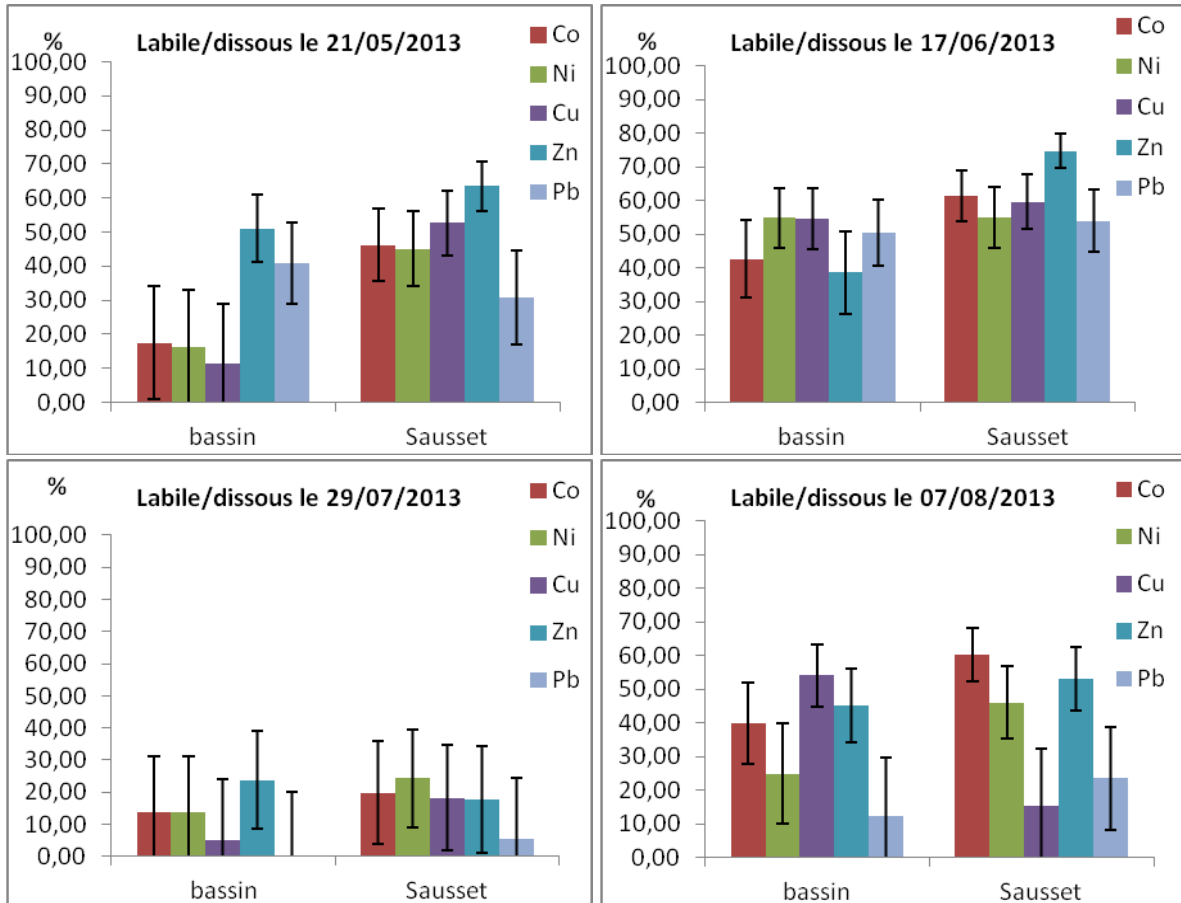 %
Labile/dissous le 21/05/2013
100,00
90,00
80,00
70,00
60,00
50,00
40,00
30,00
20,00
10,00
0,00
bassin
Sausset
Co
Ni
Cu
Zn
Pb
%
Labile/dissous le 17/06/2013
100,00
90,00
80,00
70,00
60,00
50,00
40,00
30,00
20,00
10,00
0,00
bassin
Sausset
Co
Ni
Cu
Zn
Pb
%
Labile/dissous le 29/07/2013
100,00
90,00
80,00
70,00
60,00
50,00
40,00
30,00
20,00
10,00
0,00
bassin
Sausset
Co
Ni
Cu
Zn
Pb
%
Labile/dissous le 07/08/2013
100,00
90,00
80,00
70,00
60,00
50,00
40,00
30,00
20,00
10,00
0,00
bassin
Sausset
Co
Ni
Cu
Zn
Pb